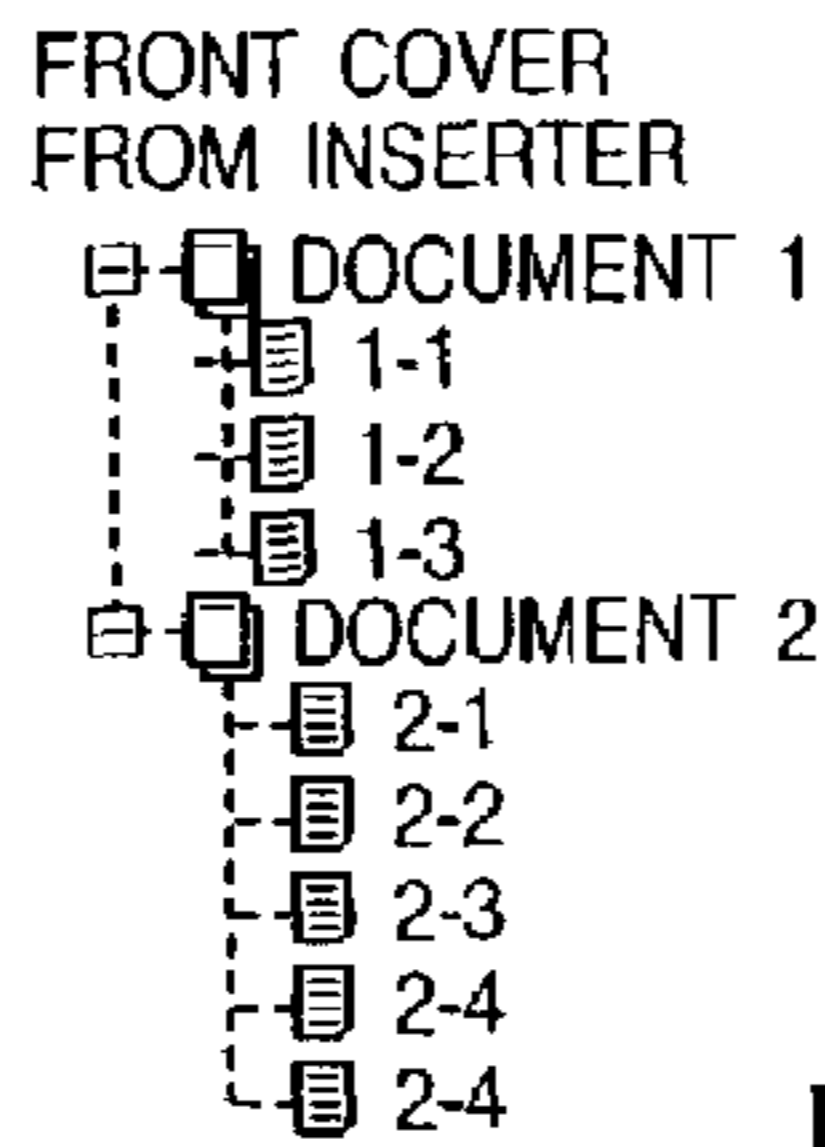 FRONT COVER
FROM INSERTER
DOCUMENT 1
1-1
1-2
1-3
DOCUMENT 2
2-1
2-2
2-3
2-4
2-4